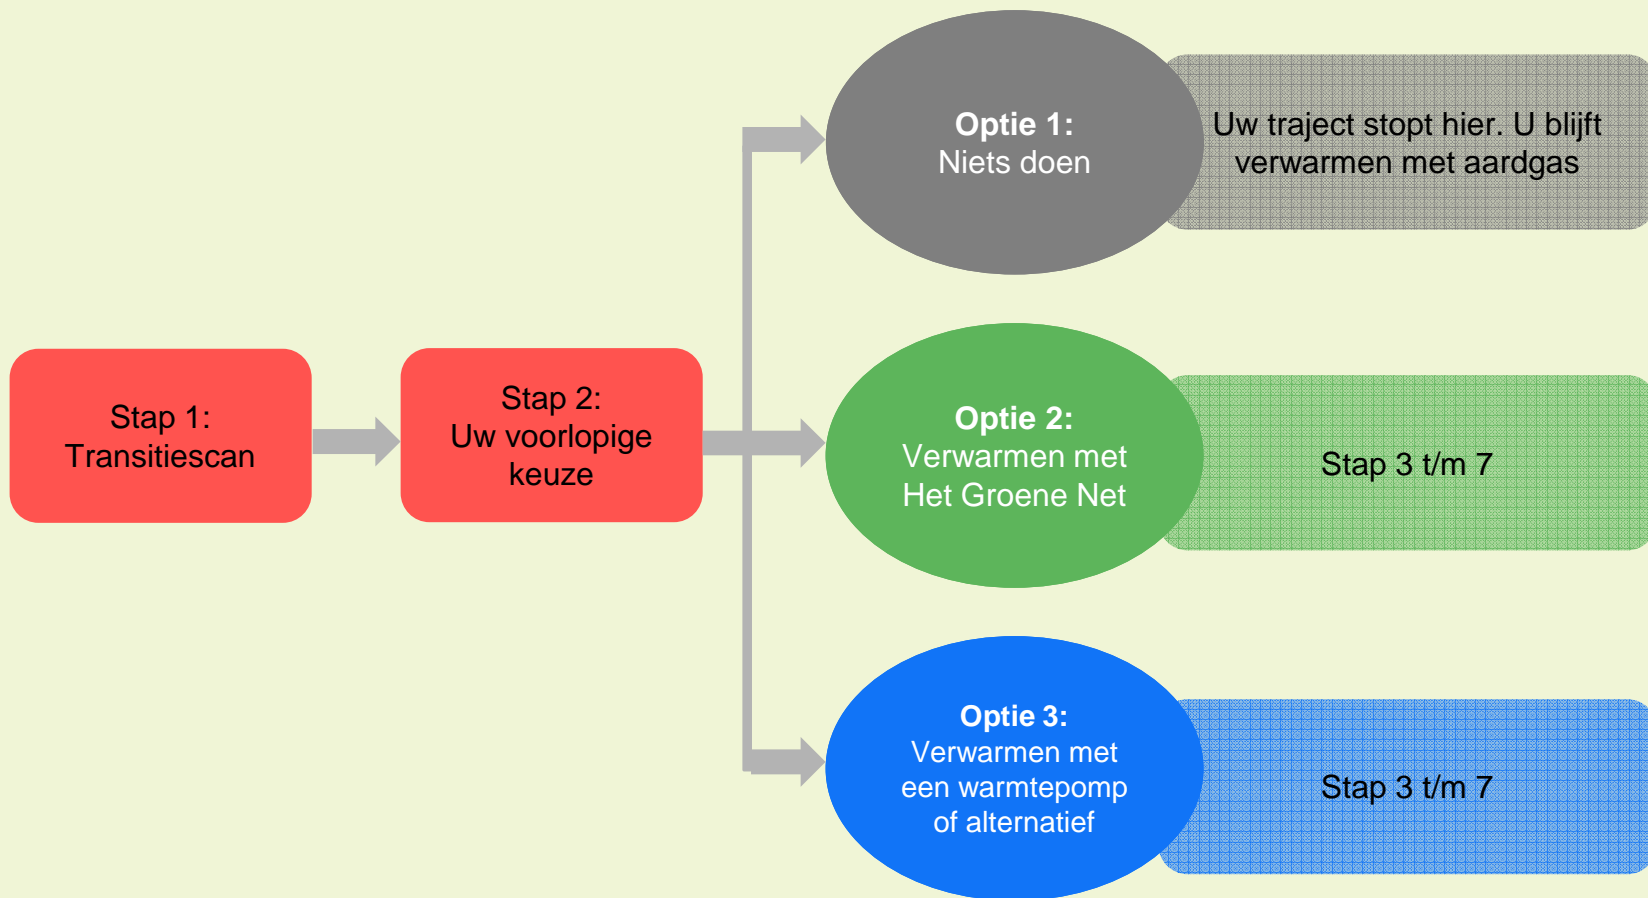 Stap 1:
Transitiescan
Stap 2:
Uw voorlopige
keuze
Optie 1:
Niets doen
Uw traject stopt hier. U blijft
verwarmen met aardgas
Optie 2:
Verwarmen met
Het Groene Net
Stap 3 t/m 7
Optie 3:
Verwarmen met
een warmtepomp
of alternatief
Stap 3 t/m 7